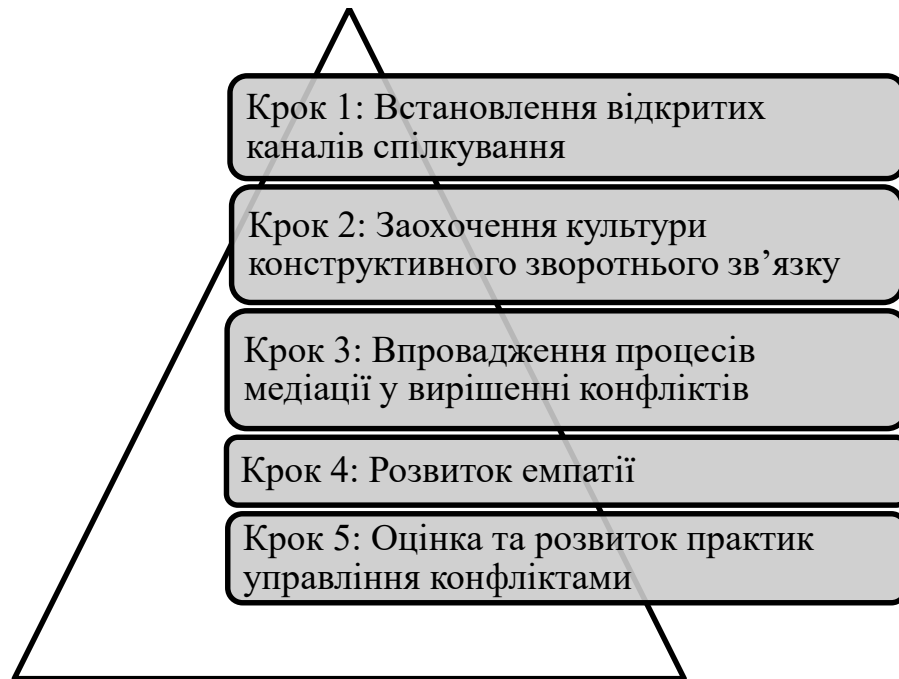 Крок 1: Встановлення відкритих
каналів спілкування
Крок 2: Заохочення культури
конструктивного зворотнього зв’язку
Крок 3: Впровадження процесів
медіації у вирішенні конфліктів
Крок 4: Розвиток емпатії
Крок 5: Оцінка та розвиток практик
управління конфліктами